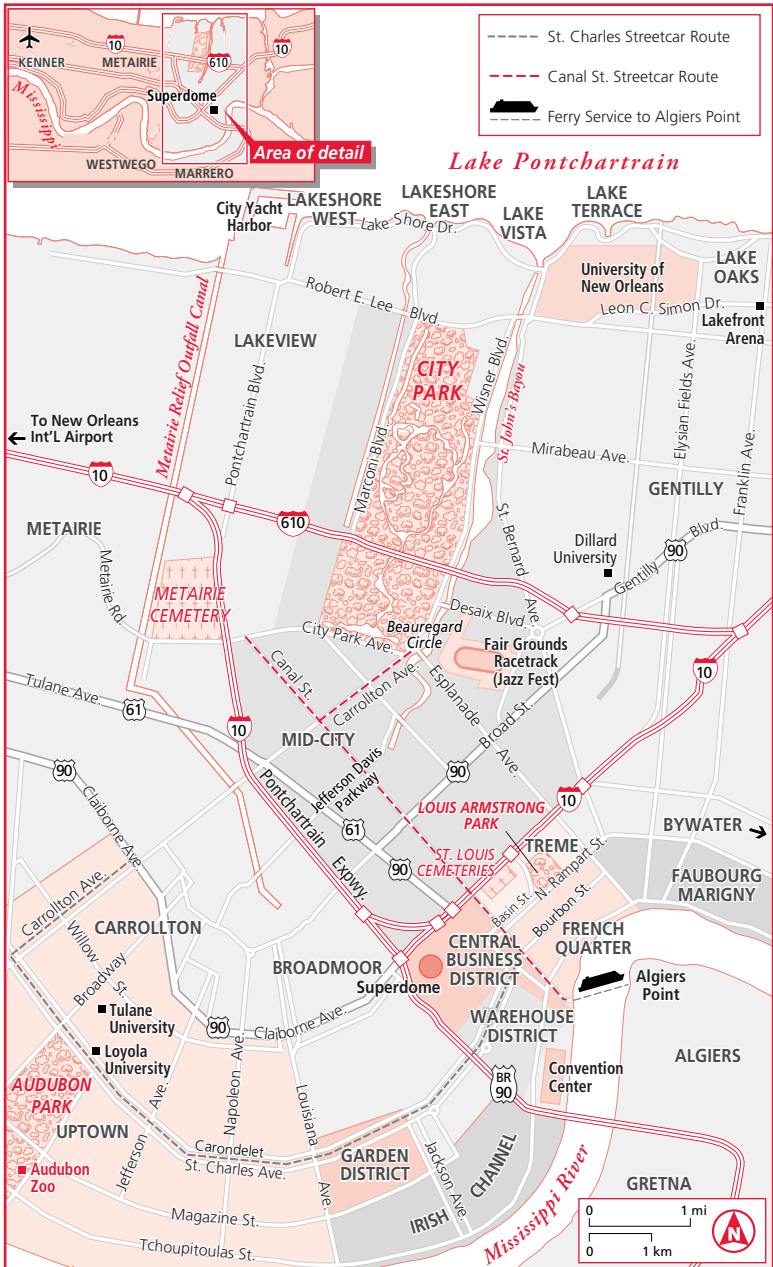 10
10
610
KENNER
METAIRIE
Mississippi
Superdome
WESTWEGO
MARRERO
Area of detail
St. Charles Streetcar Route
Canal St. Streetcar Route
Ferry Service to Algiers Point
Lake Pontchartrain
City Yacht
Harbor
LAKESHORE
WEST
LAKESHORE
EAST
Lake Shore Dr.
LAKE
VISTA
LAKE
TERRACE
University of
New Orleans
LAKE
OAKS
Leon C. Simon Dr.
Lakefront
Arena
Robert E. Lee Blvd.
LAKEVIEW
Metairie Relief Outfall Canal
Pontchartrain Blvd.
CITY
PARK
Marconi Blvd.
Wisner Blvd.
St. John's Bayou
Elysian Fields Ave.
Franklin Ave.
Mirabeau Ave.
GENTILLY
To New Orleans
Int'L Airport
10
610
METAIRIE
Metairie Rd.
METAIRIE
CEMETERY
St. Bernard Ave.
Dillard
University
Gentilly Blvd.
90
Desaix Blvd.
Beauregard
Circle
City Park Ave.
Fair Grounds
Racetrack
(Jazz Fest)
10
Tulane Ave.
61
Canal St.
Carrollton Ave.
Esplanade Ave.
Broad St.
10
MID-CITY
90
Claiborne Ave.
Pontchartrain Expwy.
Jefferson Davis
Parkway
61
90
90
10
LOUIS ARMSTRONG
PARK
ST. LOUIS
CEMETERIES
TREME
BYWATER
FAUBOURG
MARIGNY
N. Rampart St.
Basin St.
Bourbon St.
FRENCH
QUARTER
Carrollton Ave.
CARROLLTON
Willow St.
Broadway
BROADMOOR
Superdome
CENTRAL
BUSINESS
DISTRICT
Algiers
Point
Tulane
University
90
Claiborne Ave.
WAREHOUSE
DISTRICT
Loyola
University
Convention
Center
ALGIERS
AUDUBON
PARK
UPTOWN
Jefferson Ave.
Napoleon Ave.
Louisiana Ave.
BR
90
Carondelet
St. Charles Ave.
GARDEN
DISTRICT
Jackson Ave.
IRISH CHANNEL
Audubon
Zoo
Magazine St.
Tchoupitoulas St.
Mississippi River
GRETNA
0 1 mi
0 1 km
N